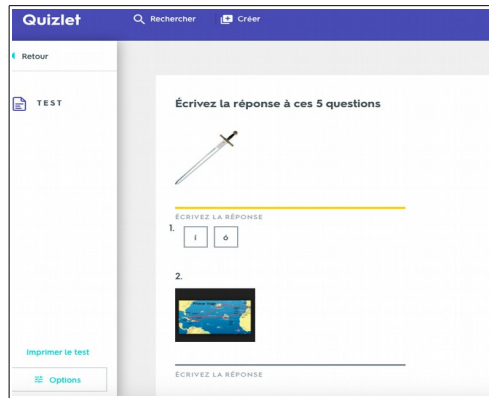 Quizlet
Rechercher
Créer
Retour
TEST
Écrivez la réponse à ces 5 questions
ÉCRIVEZ LA RÉPONSE
1.
í ó
2.
ÉCRIVEZ LA RÉPONSE
Imprimer le test
Options